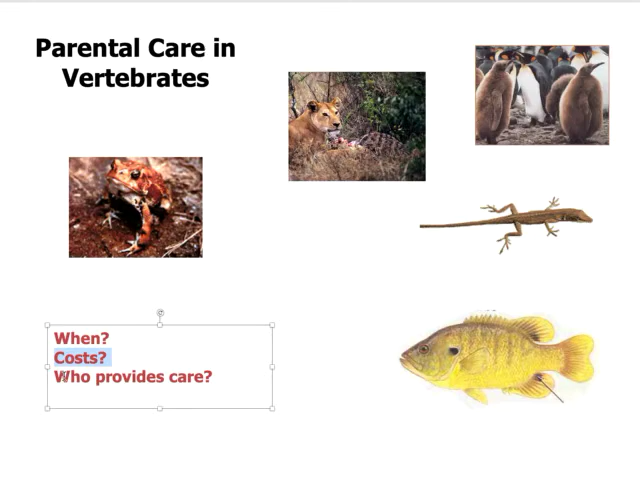 Parental Care in
Vertebrates
When?
Costs?
Who provides care?